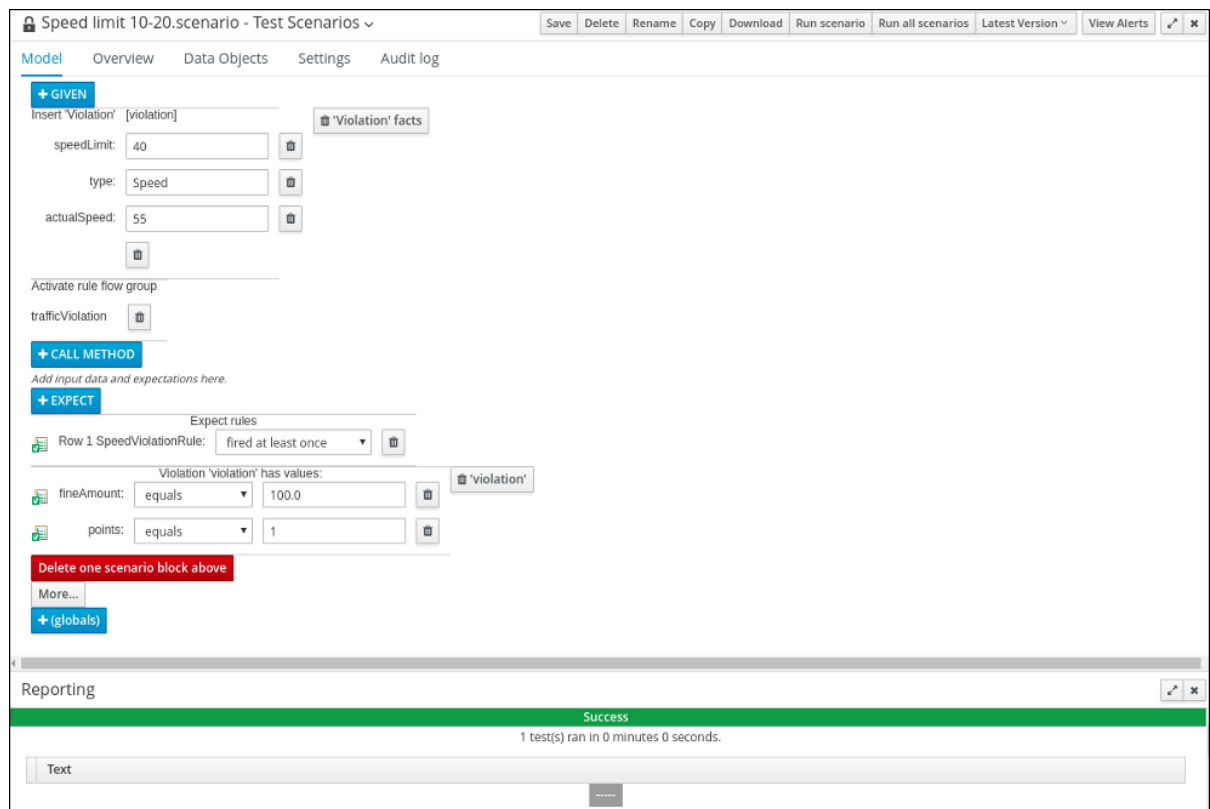 Speed limit 10-20.scenario - Test Scenarios
Save Delete Rename Copy Download Run scenario Run all scenarios Latest Version View Alerts
Model Overview Data Objects Settings Audit log
+ GIVEN
Insert 'Violation' [violation]
'Violation' facts
speedLimit: 40
type: Speed
actualSpeed: 55
Activate rule flow group
trafficViolation
+ CALL METHOD
Add input data and expectations here.
+ EXPECT
Expect rules
Row 1 SpeedViolationRule: fired at least once
Violation 'violation' has values:
'violation'
fineAmount: equals 100.0
points: equals 1
Delete one scenario block above
More...
+ (globals)
Reporting
Success
1 test(s) ran in 0 minutes 0 seconds.
Text
-----